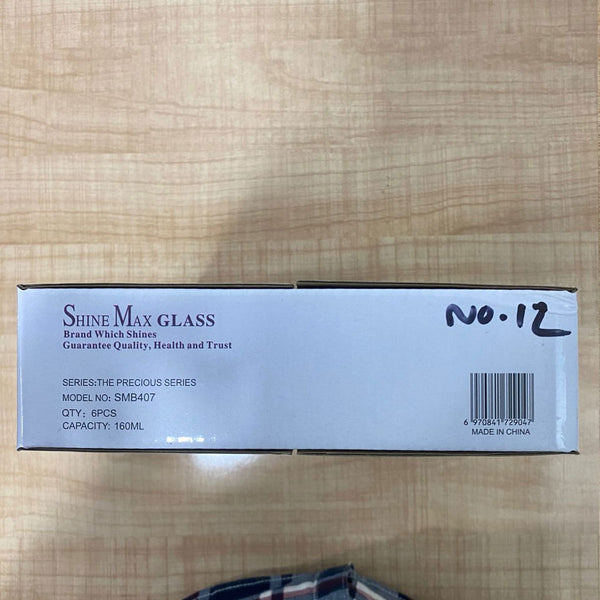 SHINE MAX GLASS
Brand Which Shines
Guarantee Quality, Health and Trust
NO.12
SERIES:THE PRECIOUS SERIES
MODEL NO: SMB407
QTY: 6PCS
CAPACITY: 160ML
6 970841 729047
MADE IN CHINA